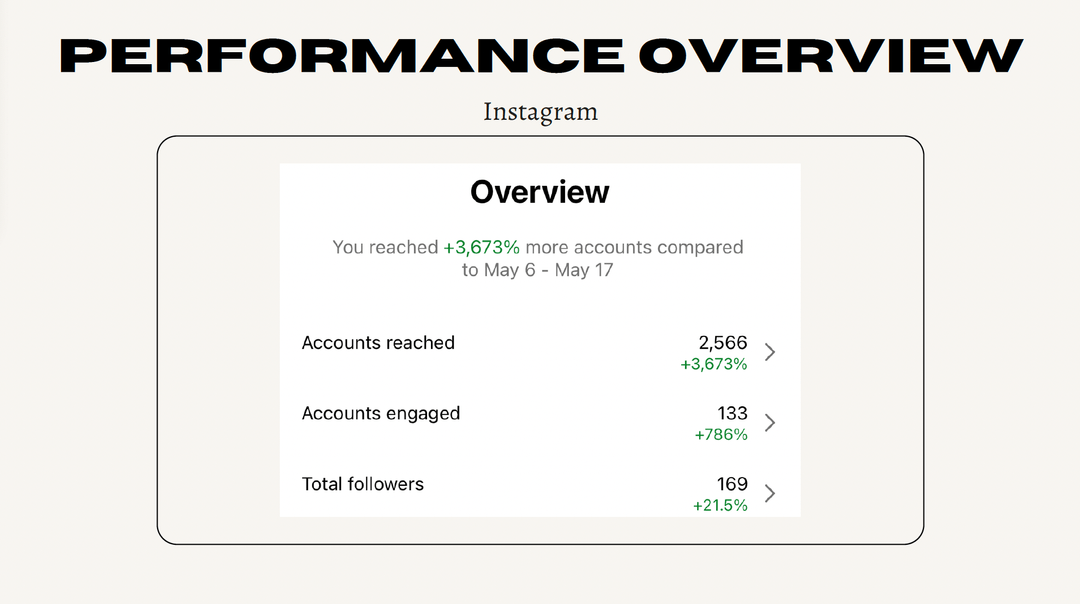 PERFORMANCE OVERVIEW
Instagram
Overview
You reached +3,673% more accounts compared
to May 6 - May 17
Accounts reached 2,566
+3,673%
Accounts engaged 133
+786%
Total followers 169
+21.5%